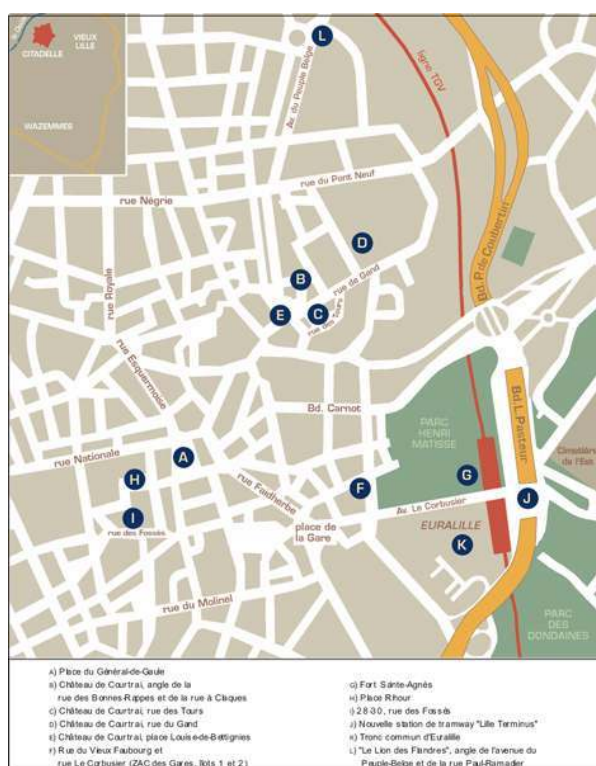 CITADELLE
VIEUX
LILLE
WAZEMMES
L
Av. du Peuple Belge
ligne TGV
rue du Pont Neuf
rue Négrie
Bd. P. de Coubertin
D
B
rue de Gand
E
C
rue des Tours
rue Royale
rue Esquermoise
Bd. Carnot
PARC
HENRI
MATISSE
Bd. L. Pasteur
Cimetière
de l'Est
rue Nationale
A
H
rue Faidherbe
F
G
Av. Le Corbusier
J
I
rue des Fossés
place de
la Gare
EURALILLE
K
rue du Molinel
PARC
DES
DONDAINES
A) Place du Général-de-Gaule
B) Château de Courtrai, angle de la
rue des Bonnes-Rappes et de la rue à Claques
C) Château de Courtrai, rue des Tours
D) Château de Courtrai, rue du Gand
E) Château de Courtrai, place Louise-de-Bettignies
F) Rue du Vieux Faubourg et
rue Le Corbusier (ZAC des Gares, îlots 1 et 2)
G) Fort Sainte-Agnès
H) Place Rihour
I) 28-30, rue des Fossés
J) Nouvelle station de tramway "Lille Terminus"
K) Tronc commun d'Euralille
L) "Le Lion des Flandres", angle de l'avenue du
Peuple-Belge et de la rue Paul-Ramadier